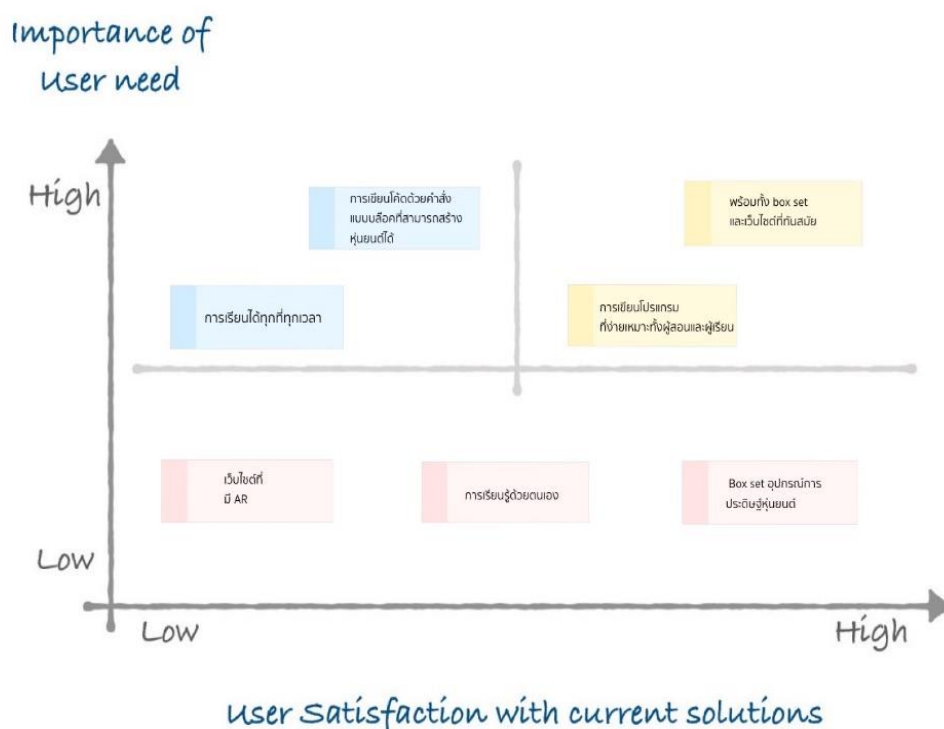 Importance of
User need
High
การเขียนโค้ดด้วยคำสั่ง
แบบบล็อคที่สามารถสร้าง
หุ่นยนต์ได้
พร้อมทั้ง box set
และเว็บไซต์ที่ทันสมัย
การเรียนได้ทุกที่ทุกเวลา
การเขียนโปรแกรม
ที่ง่ายเหมาะทั้งผู้สอนและผู้เรียน
เว็บไซต์ที่
มี AR
การเรียนรู้ด้วยตนเอง
Box set อุปกรณ์การ
ประดิษฐ์หุ่นยนต์
Low
Low
High
User Satisfaction with current solutions